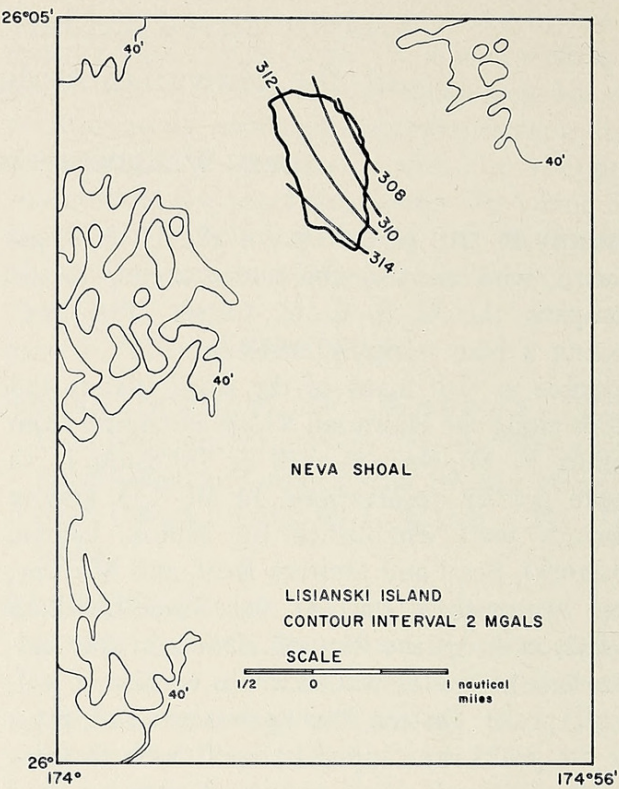 26°05'
40'
312
40'
308
310
314
40'
NEVA SHOAL
LISIANSKI ISLAND
CONTOUR INTERVAL 2 MGALS
SCALE
1/2 0 1 nautical miles
40'
26°
174° 174°56'